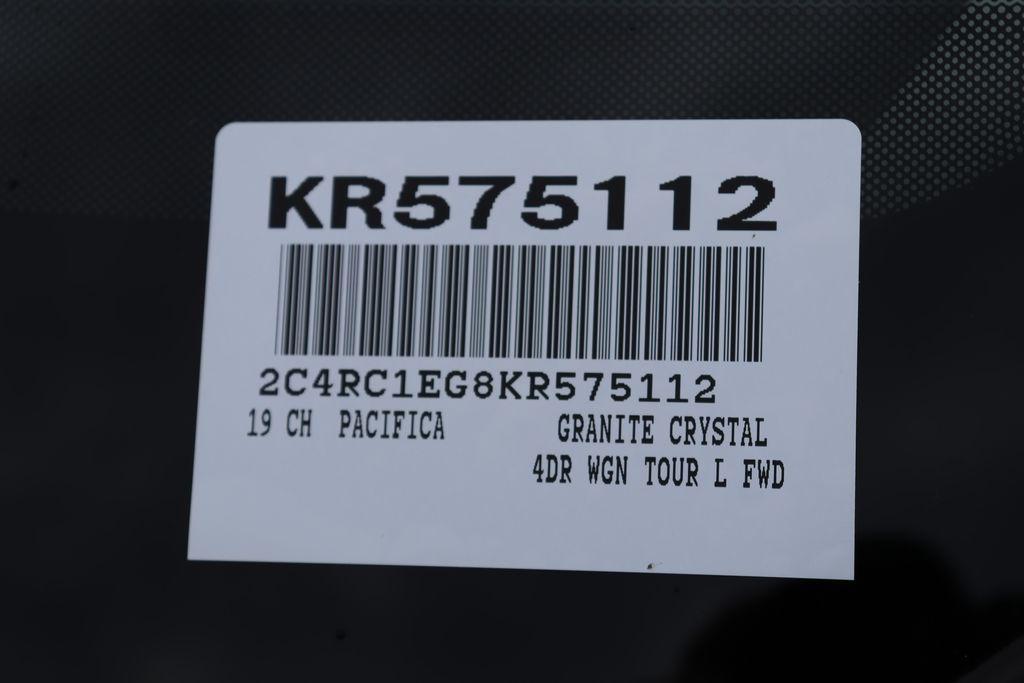 KR575112
2C4RC1EG8KR575112
19 CH PACIFICA GRANITE CRYSTAL
4DR WGN TOUR L FWD